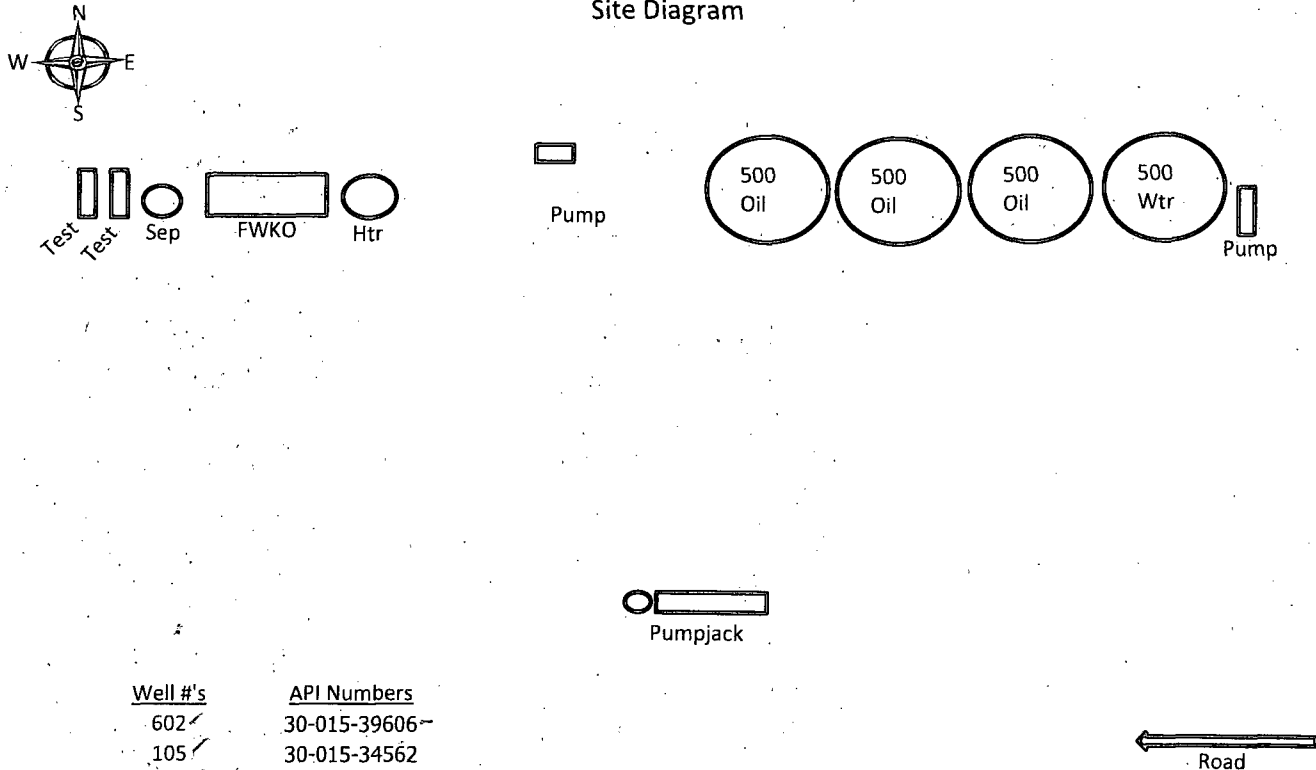 Site Diagram
N
W E
S
Test
Test
Sep
FWKO
Htr
Pump
500
Oil
500
Oil
500
Oil
500
Wtr
Pump
Pumpjack
Well #'s API Numbers
602 30-015-39606
105 30-015-34562
Road